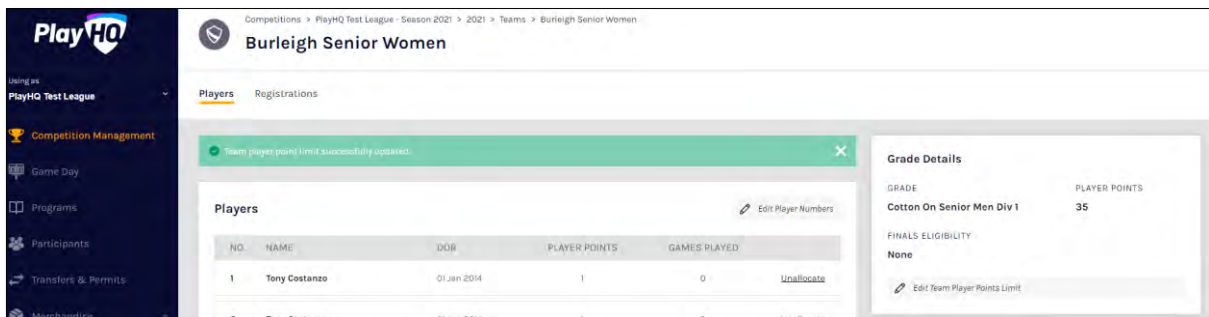 PlayHQ
Using as
PlayHQ Test League
Competition Management
Game Day
Programs
Participants
Transfers & Permits
Merchandise
Competitions > PlayHQ Test League - Season 2021 > 2021 > Teams > Burleigh Senior Women
Burleigh Senior Women
Players Registrations
Team player point limit successfully updated.
Players
Edit Player Numbers
NO. NAME DOB PLAYER POINTS GAMES PLAYED
1 Tony Costanzo 01 Jan 2014 1 0 Unallocate
Grade Details
GRADE PLAYER POINTS
Cotton On Senior Men Div 1 35
FINALS ELIGIBILITY
None
Edit Team Player Points Limit